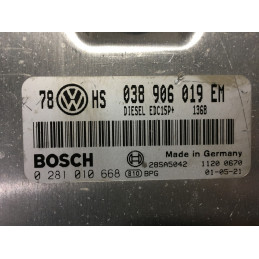 78 HS 038 906 019 EM
DIESEL EDC15P+ 1368
Made in Germany
BOSCH 28SA5042 1120 0670
0 281 010 668 810 BPG 01-05-21